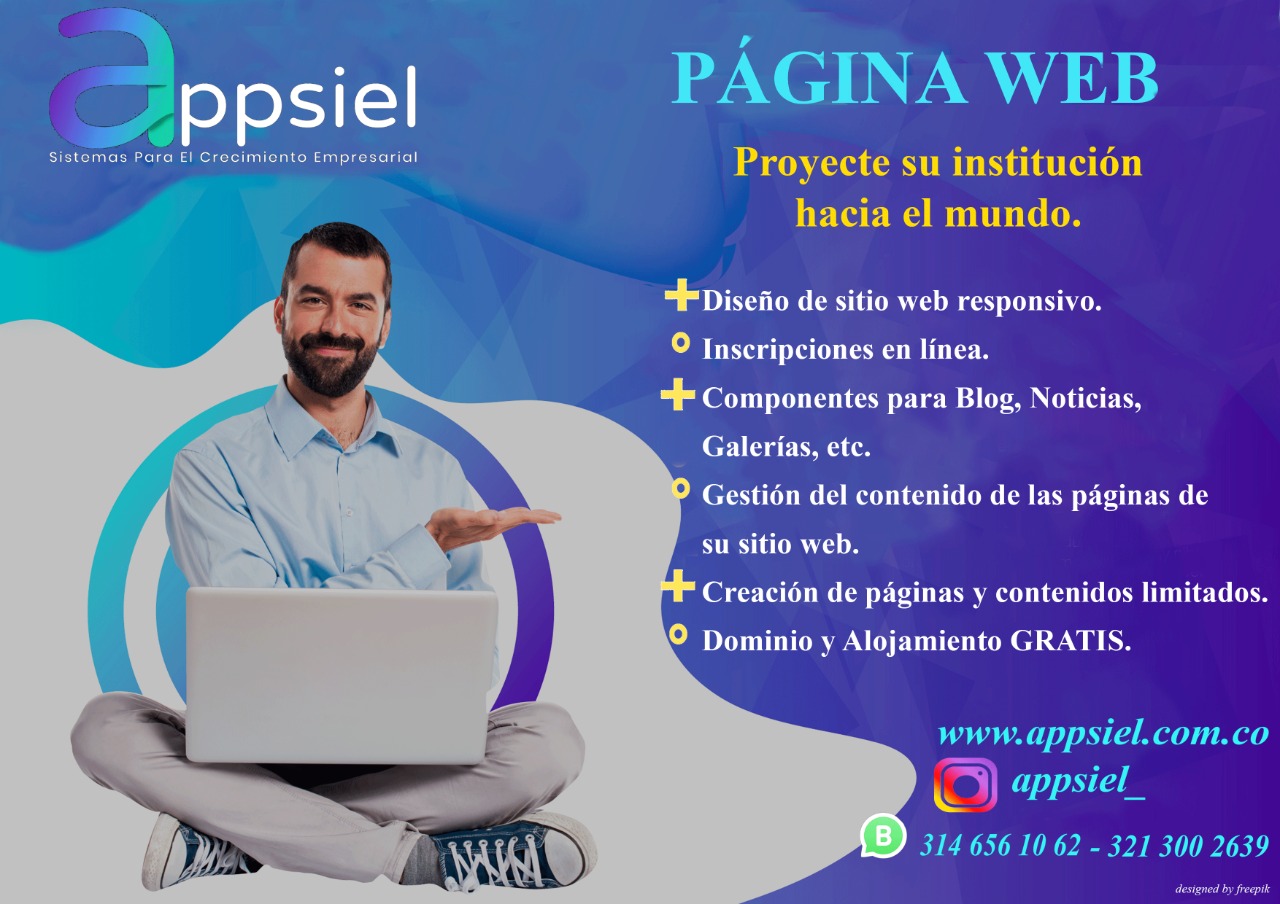 appsiel
Sistemas Para El Crecimiento Empresarial
PÁGINA WEB
Proyecte su institución
hacia el mundo.
Diseño de sitio web responsivo.
Inscripciones en línea.
Componentes para Blog, Noticias,
Galerías, etc.
Gestión del contenido de las páginas de
su sitio web.
Creación de páginas y contenidos limitados.
Dominio y Alojamiento GRATIS.
www.appsiel.com.co
appsiel_
B
314 656 10 62 - 321 300 2639
designed by freepik